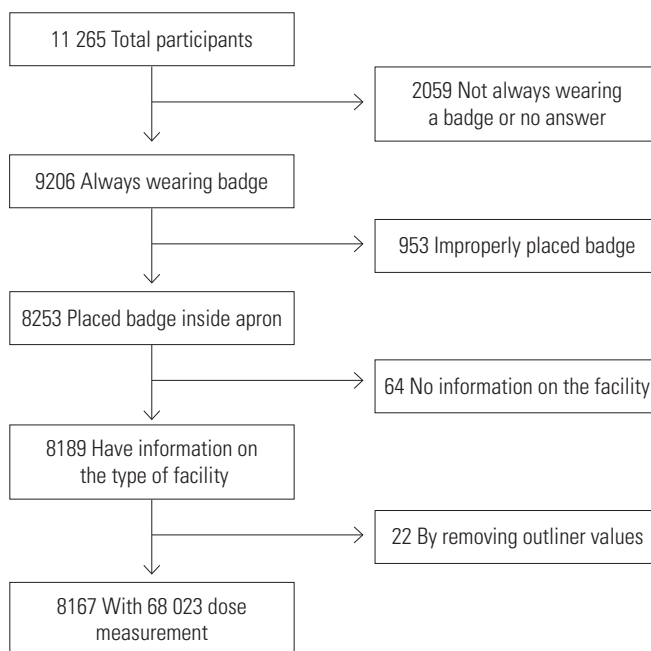 11 265 Total participants
2059 Not always wearing
a badge or no answer
9206 Always wearing badge
953 Improperly placed badge
8253 Placed badge inside apron
64 No information on the facility
8189 Have information on
the type of facility
22 By removing outliner values
8167 With 68 023 dose
measurement